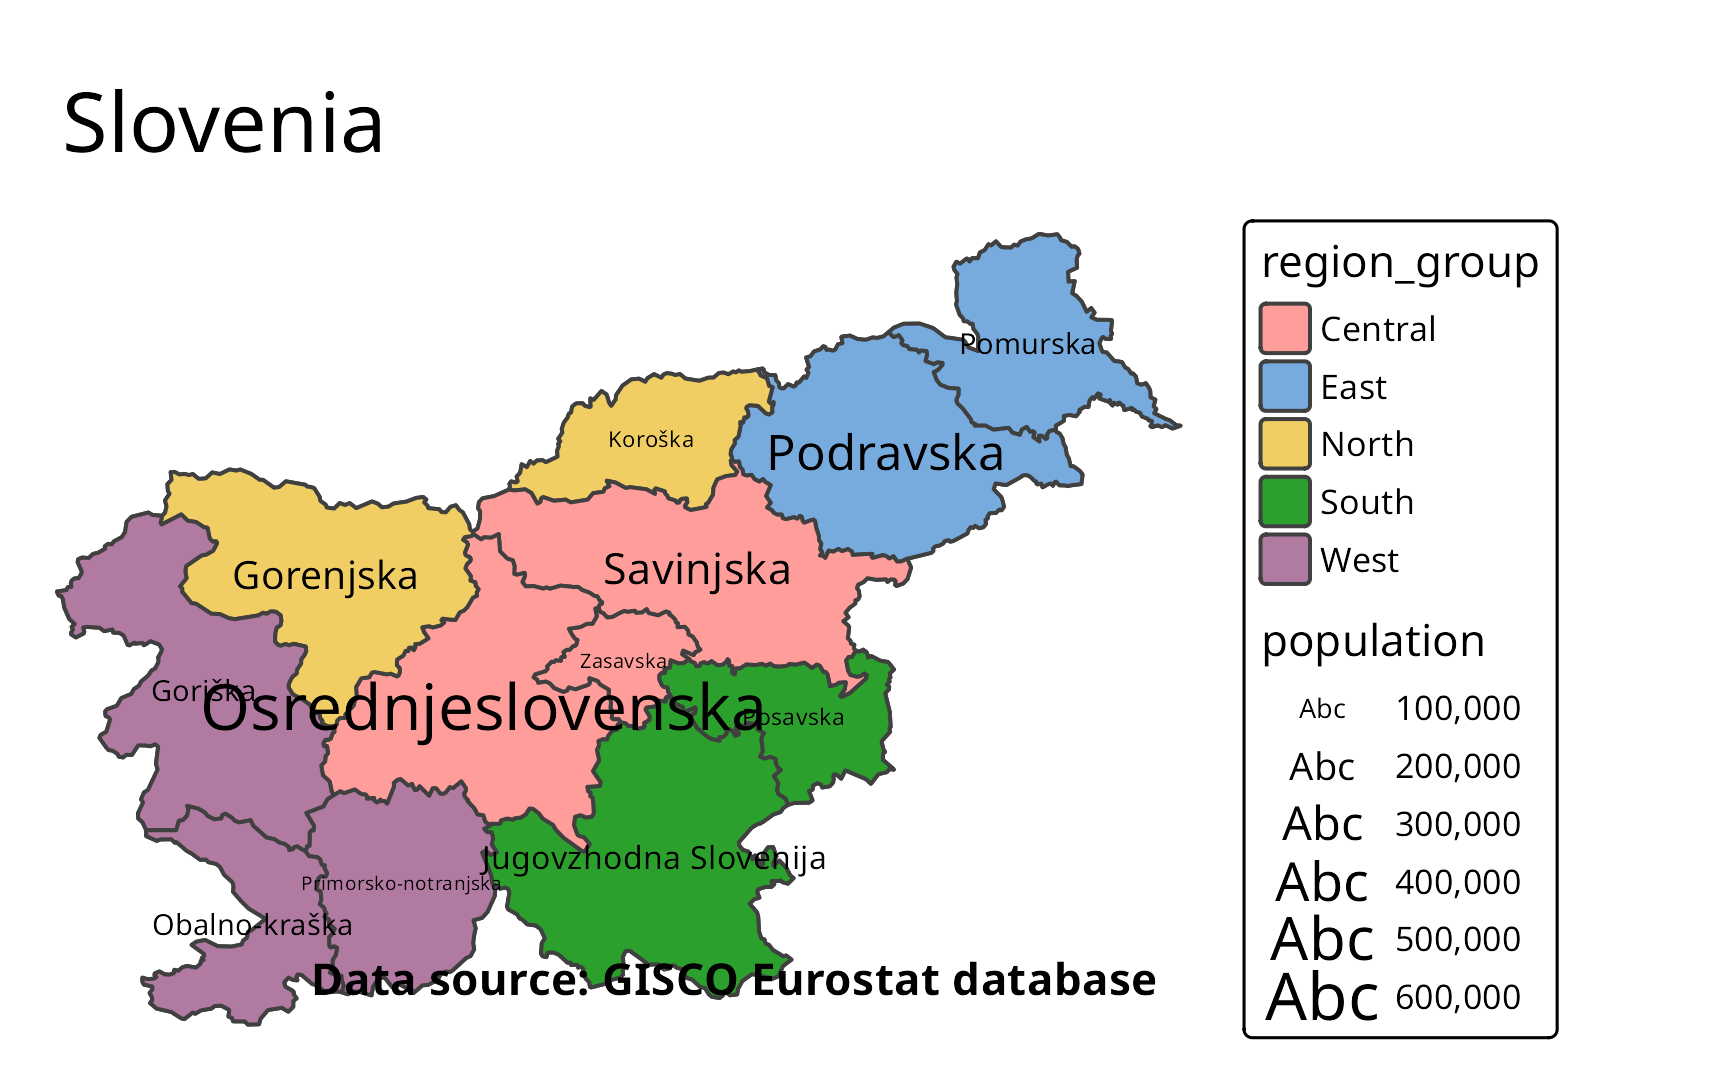 Slovenia
Pomurska
Koroška
Podravska
Gorenjska
Savinjska
Zasavska
Goriška
Osrednjeslovenska
Posavska
Jugovzhodna Slovenija
Primorsko-notranjska
Obalno-kraška
Data source: GISCO Eurostat database
region_group
Central
East
North
South
West
population
Abc 100,000
Abc 200,000
Abc 300,000
Abc 400,000
Abc 500,000
Abc 600,000